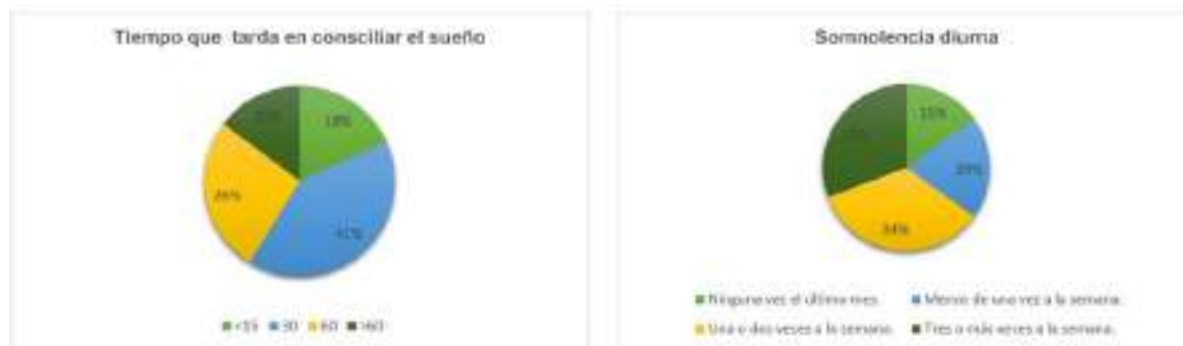 Tiempo que tarda en consciliar el sueño
18%
41%
26%
<15 30 60 >60
Somnolencia diurna
15%
20%
34%
Ninguna vez el último mes. Menos de una vez a la semana.
Una o dos veces a la semana. Tres o más veces a la semana.